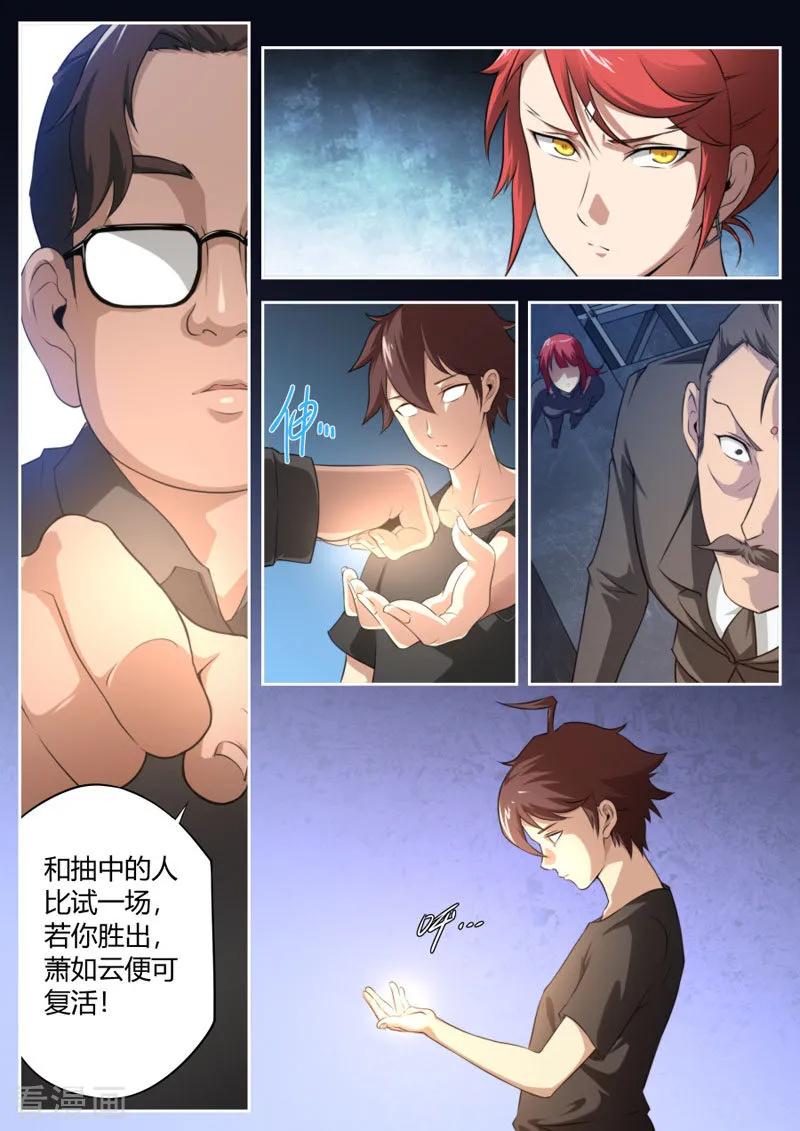 伸…
和抽中的人
比试一场，
若你胜出，
萧如云便可
复活！
呼…
看漫画